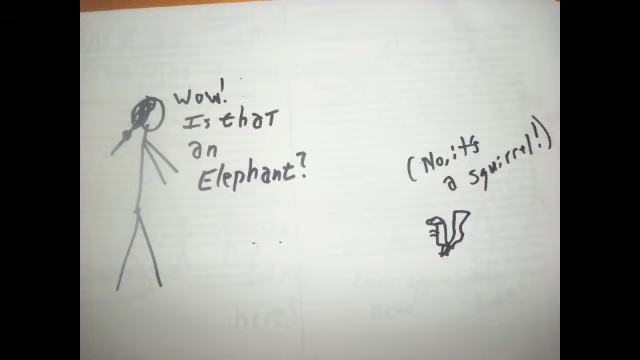 Wow!
Is that
an
Elephant?
(No, it's
a squirrel!)